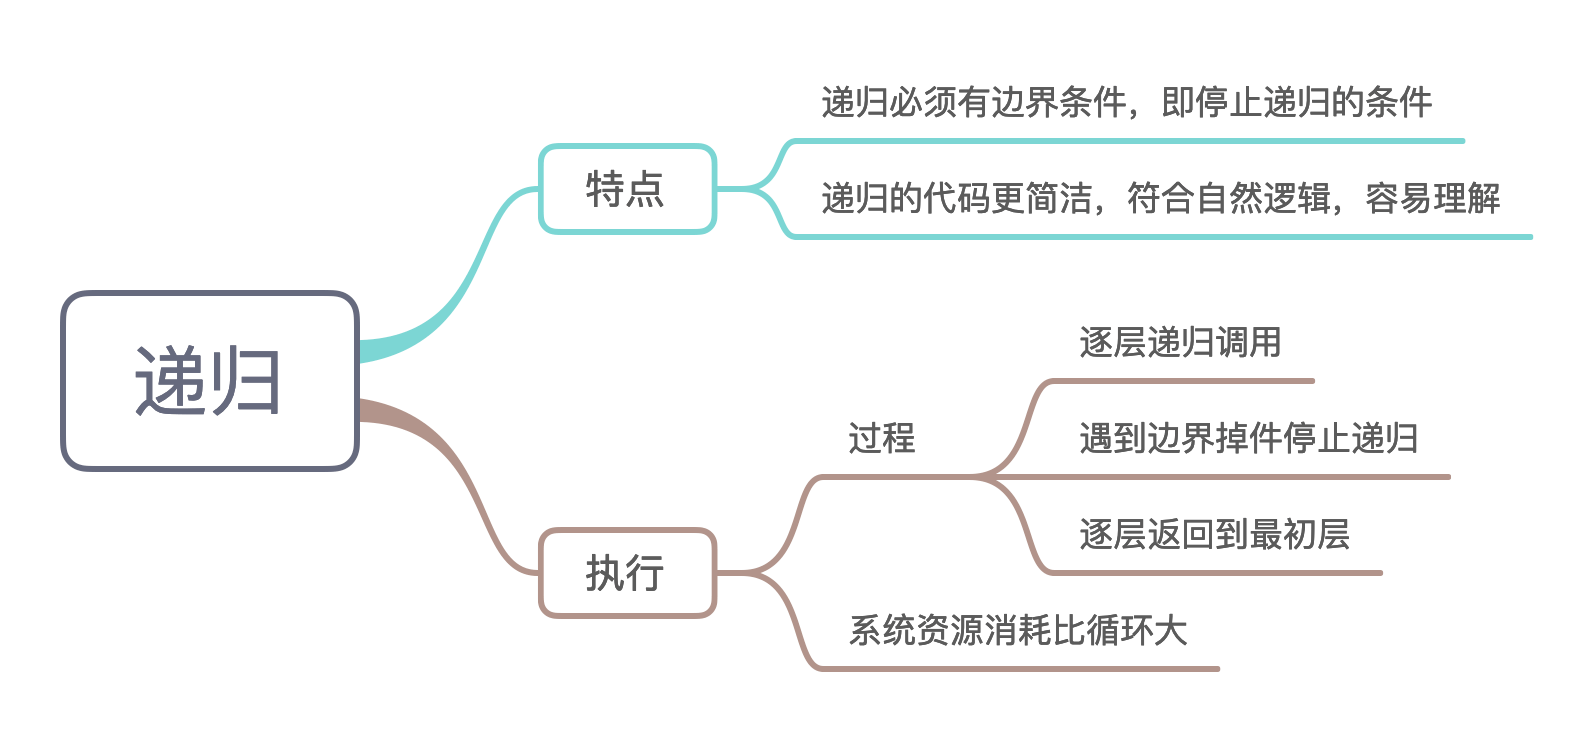 递归
特点
递归必须有边界条件，即停止递归的条件
递归的代码更简洁，符合自然逻辑，容易理解
执行
过程
逐层递归调用
遇到边界掉件停止递归
逐层返回到最初层
系统资源消耗比循环大